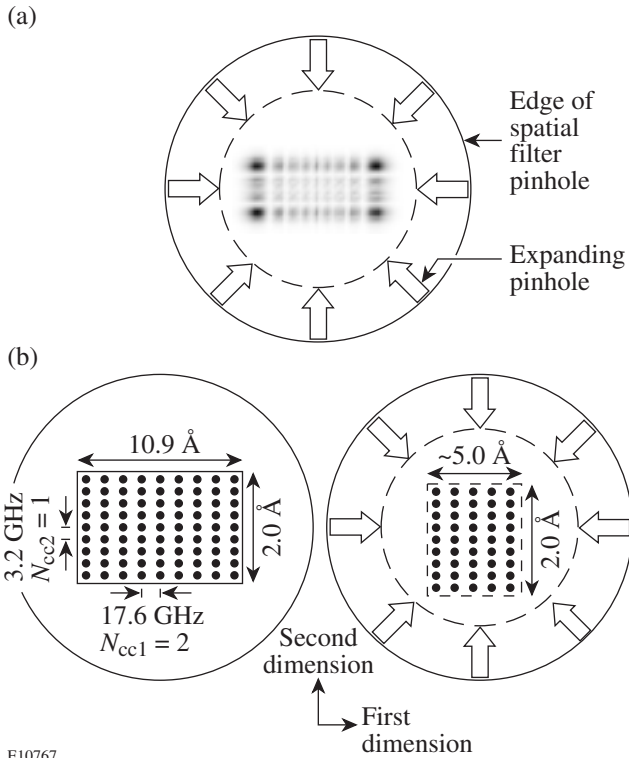 (a)
Edge of
spatial
filter
pinhole
Expanding
pinhole
(b)
10.9 Å
2.0 Å
3.2 GHz
N_cc2 = 1
17.6 GHz
N_cc1 = 2
~5.0 Å
2.0 Å
Second
dimension
First
dimension
E10767